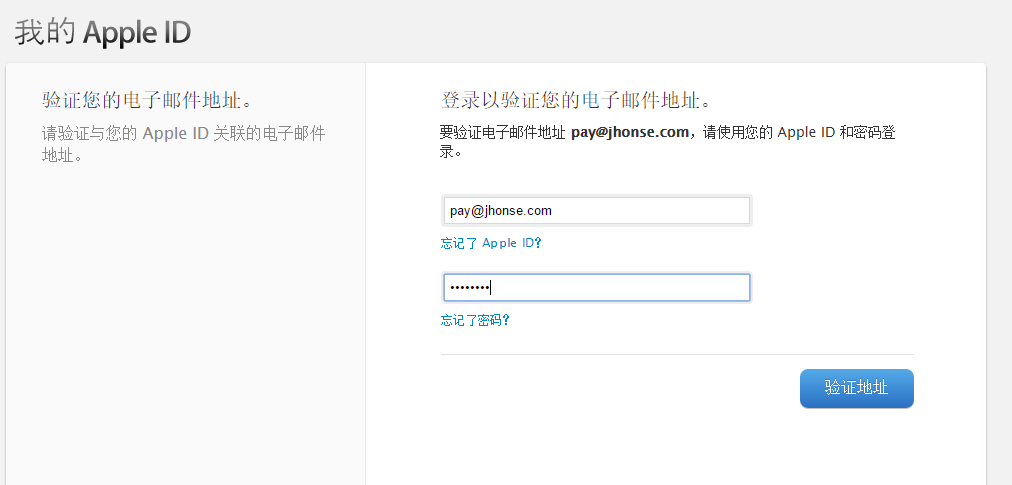 我的 Apple ID
验证您的电子邮件地址。
请验证与您的 Apple ID 关联的电子邮件
地址。
登录以验证您的电子邮件地址。
要验证电子邮件地址 pay@jhonse.com，请使用您的 Apple ID 和密码登
录。
pay@jhonse.com
忘记了 Apple ID？
••••••••
忘记了密码？
验证地址